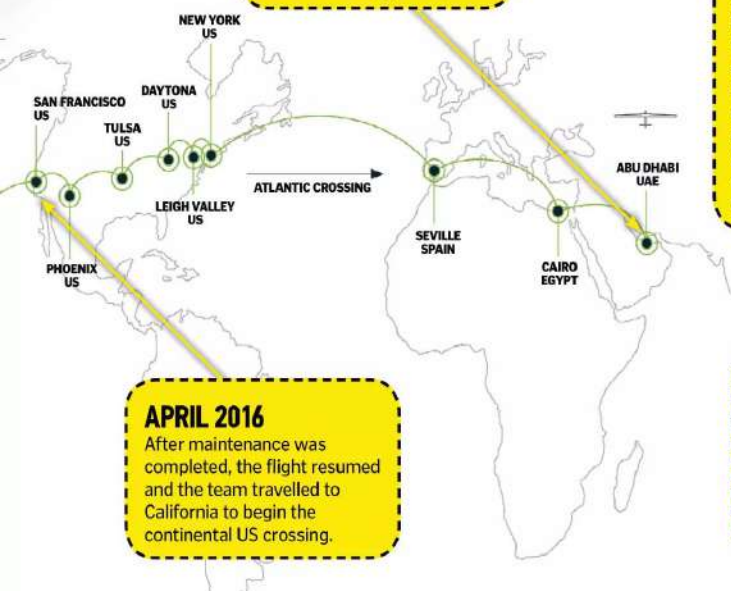 NEW YORK
US
DAYTONA
US
SAN FRANCISCO
US
TULSA
US
ABU DHABI
UAE
ATLANTIC CROSSING
LEIGH VALLEY
US
SEVILLE
SPAIN
PHOENIX
US
CAIRO
EGYPT
APRIL 2016
After maintenance was
completed, the flight resumed
and the team travelled to
California to begin the
continental US crossing.